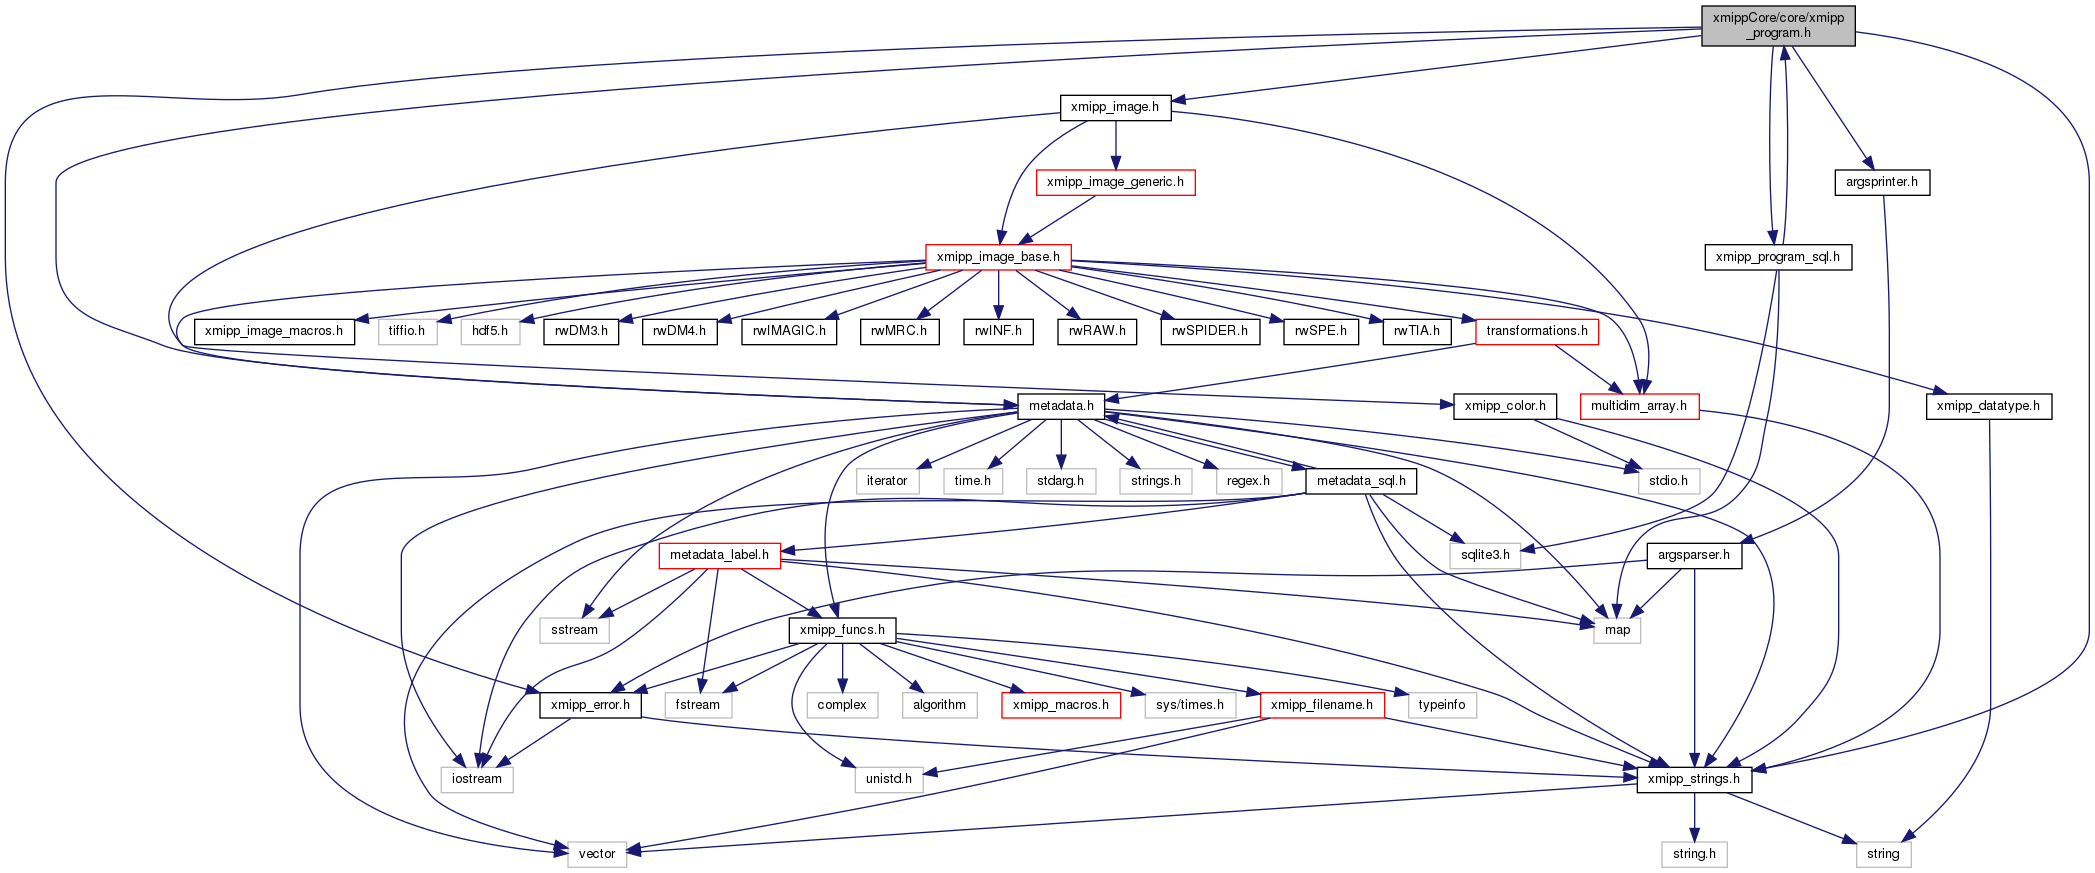 xmippCore/core/xmipp
_program.h
xmipp_image.h
xmipp_image_generic.h
argsprinter.h
xmipp_image_base.h
xmipp_program_sql.h
xmipp_image_macros.h
tiffio.h
hdf5.h
rwDM3.h
rwDM4.h
rwIMAGIC.h
rwMRC.h
rwINF.h
rwRAW.h
rwSPIDER.h
rwSPE.h
rwTIA.h
transformations.h
metadata.h
xmipp_color.h
multidim_array.h
xmipp_datatype.h
iterator
time.h
stdarg.h
strings.h
regex.h
metadata_sql.h
stdio.h
metadata_label.h
sqlite3.h
argsparser.h
sstream
xmipp_funcs.h
map
xmipp_error.h
fstream
complex
algorithm
xmipp_macros.h
sys/times.h
xmipp_filename.h
typeinfo
iostream
unistd.h
xmipp_strings.h
vector
string.h
string